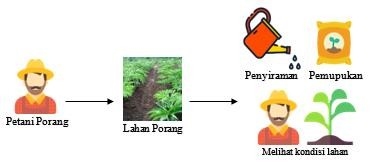 Penyiraman Pemupukan
Petani Porang
Lahan Porang
Melihat kondisi lahan